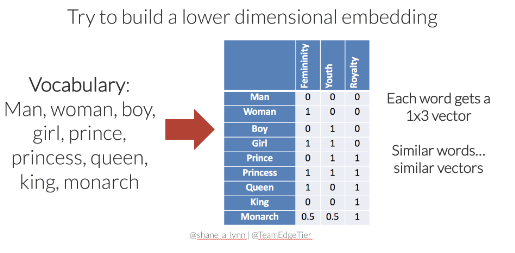 Try to build a lower dimensional embedding
Vocabulary:
Man, woman, boy,
girl, prince,
princess, queen,
king, monarch
Femininity Youth Royalty
Man 0 0 0
Woman 1 0 0
Boy 0 1 0
Girl 1 1 0
Prince 0 1 1
Princess 1 1 1
Queen 1 0 1
King 0 0 1
Monarch 0.5 0.5 1
Each word gets a
1x3 vector
Similar words...
similar vectors
@shane_a_lynn | @TeamEdgeTier